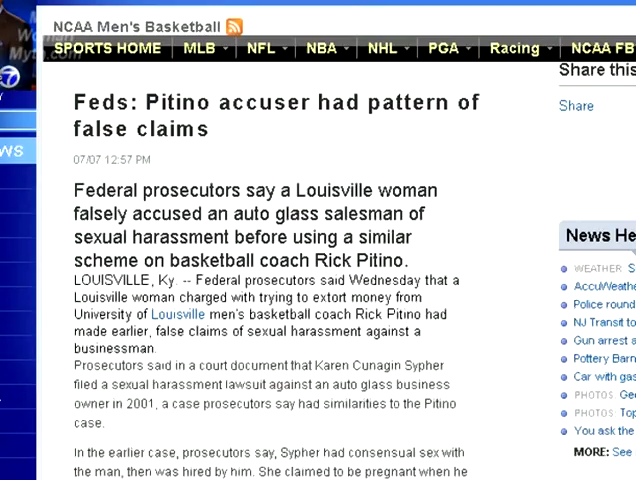 NCAA Men's Basketball
SPORTS HOME MLB NFL NBA NHL PGA Racing NCAA FB
Share this
Share
Feds: Pitino accuser had pattern of
false claims
07/07 12:57 PM
Federal prosecutors say a Louisville woman
falsely accused an auto glass salesman of
sexual harassment before using a similar
scheme on basketball coach Rick Pitino.
LOUISVILLE, Ky. -- Federal prosecutors said Wednesday that a
Louisville woman charged with trying to extort money from
University of Louisville men's basketball coach Rick Pitino had
made earlier, false claims of sexual harassment against a
businessman.
Prosecutors said in a court document that Karen Cunagin Sypher
filed a sexual harassment lawsuit against an auto glass business
owner in 2001, a case prosecutors say had similarities to the Pitino
case.
In the earlier case, prosecutors say, Sypher had consensual sex with
the man, then was hired by him. She claimed to be pregnant when he
News He
WEATHER S
AccuWeathe
Police round
NJ Transit to
Gun arrest a
Pottery Barn
Car with gas
PHOTOS Ge
PHOTOS Top
You ask the
MORE: See
Woman
Myth.com
7
Y
WS